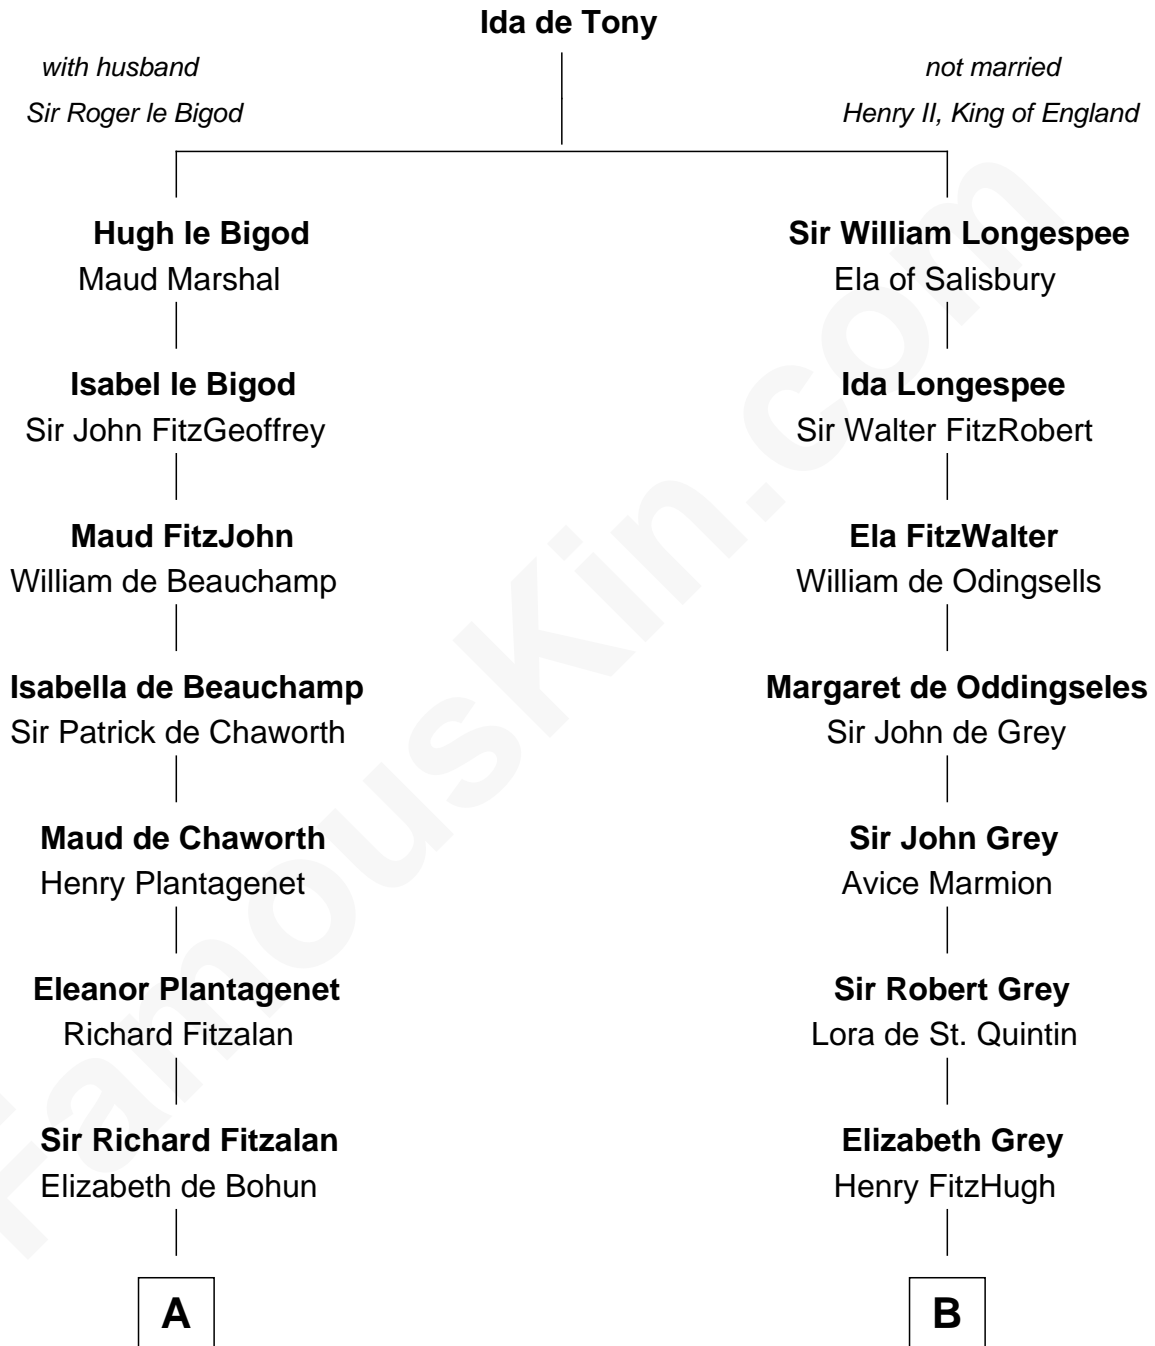 Ida de Tony
with husband
Sir Roger le Bigod
not married
Henry II, King of England
Hugh le Bigod
Maud Marshal
Isabel le Bigod
Sir John FitzGeoffrey
Maud FitzJohn
William de Beauchamp
Isabella de Beauchamp
Sir Patrick de Chaworth
Maud de Chaworth
Henry Plantagenet
Eleanor Plantagenet
Richard Fitzalan
Sir Richard Fitzalan
Elizabeth de Bohun
A
Sir William Longespee
Ela of Salisbury
Ida Longespee
Sir Walter FitzRobert
Ela FitzWalter
William de Odingsells
Margaret de Oddingseles
Sir John de Grey
Sir John Grey
Avice Marmion
Sir Robert Grey
Lora de St. Quintin
Elizabeth Grey
Henry FitzHugh
B
FamousKin.com